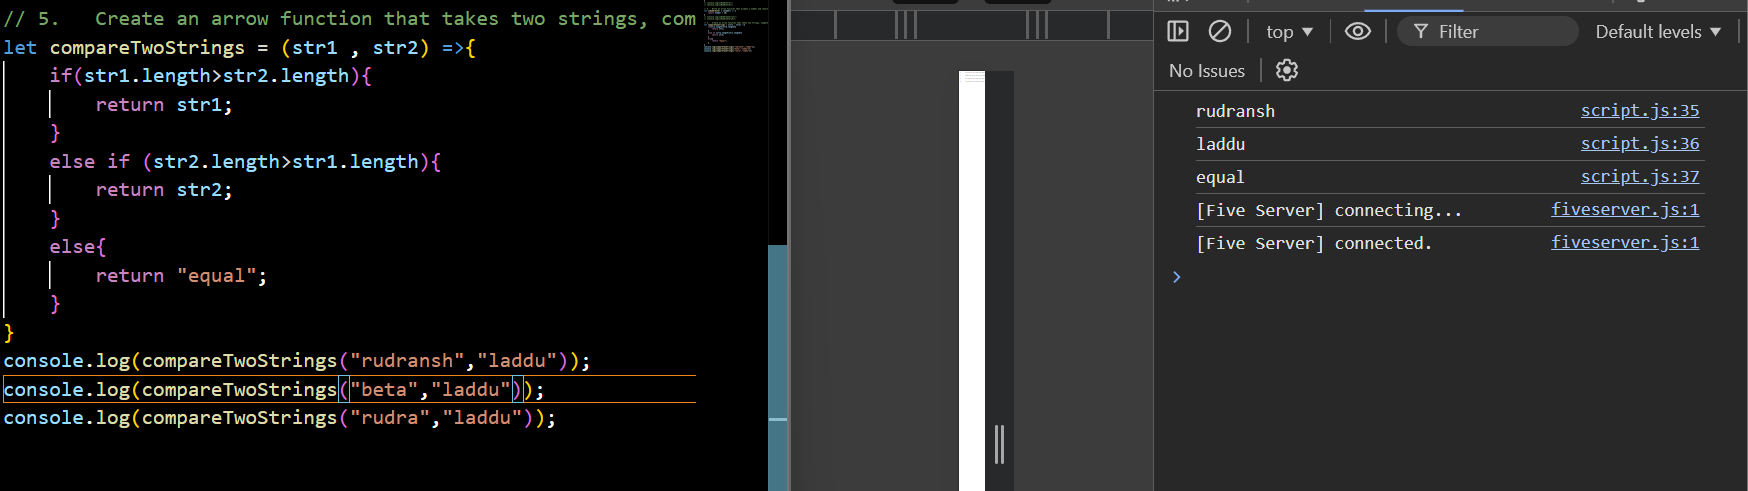 // 5.   Create an arrow function that takes two strings, com
let compareTwoStrings = (str1 , str2) =>{
    if(str1.length>str2.length){
        return str1;
    }
    else if (str2.length>str1.length){
        return str2;
    }
    else{
        return "equal";
    }
}
console.log(compareTwoStrings("rudransh","laddu"));
console.log(compareTwoStrings("beta","laddu"));
console.log(compareTwoStrings("rudra","laddu"));
top Filter Default levels
No Issues
rudransh script.js:35
laddu script.js:36
equal script.js:37
[Five Server] connecting... fiveserver.js:1
[Five Server] connected. fiveserver.js:1
>